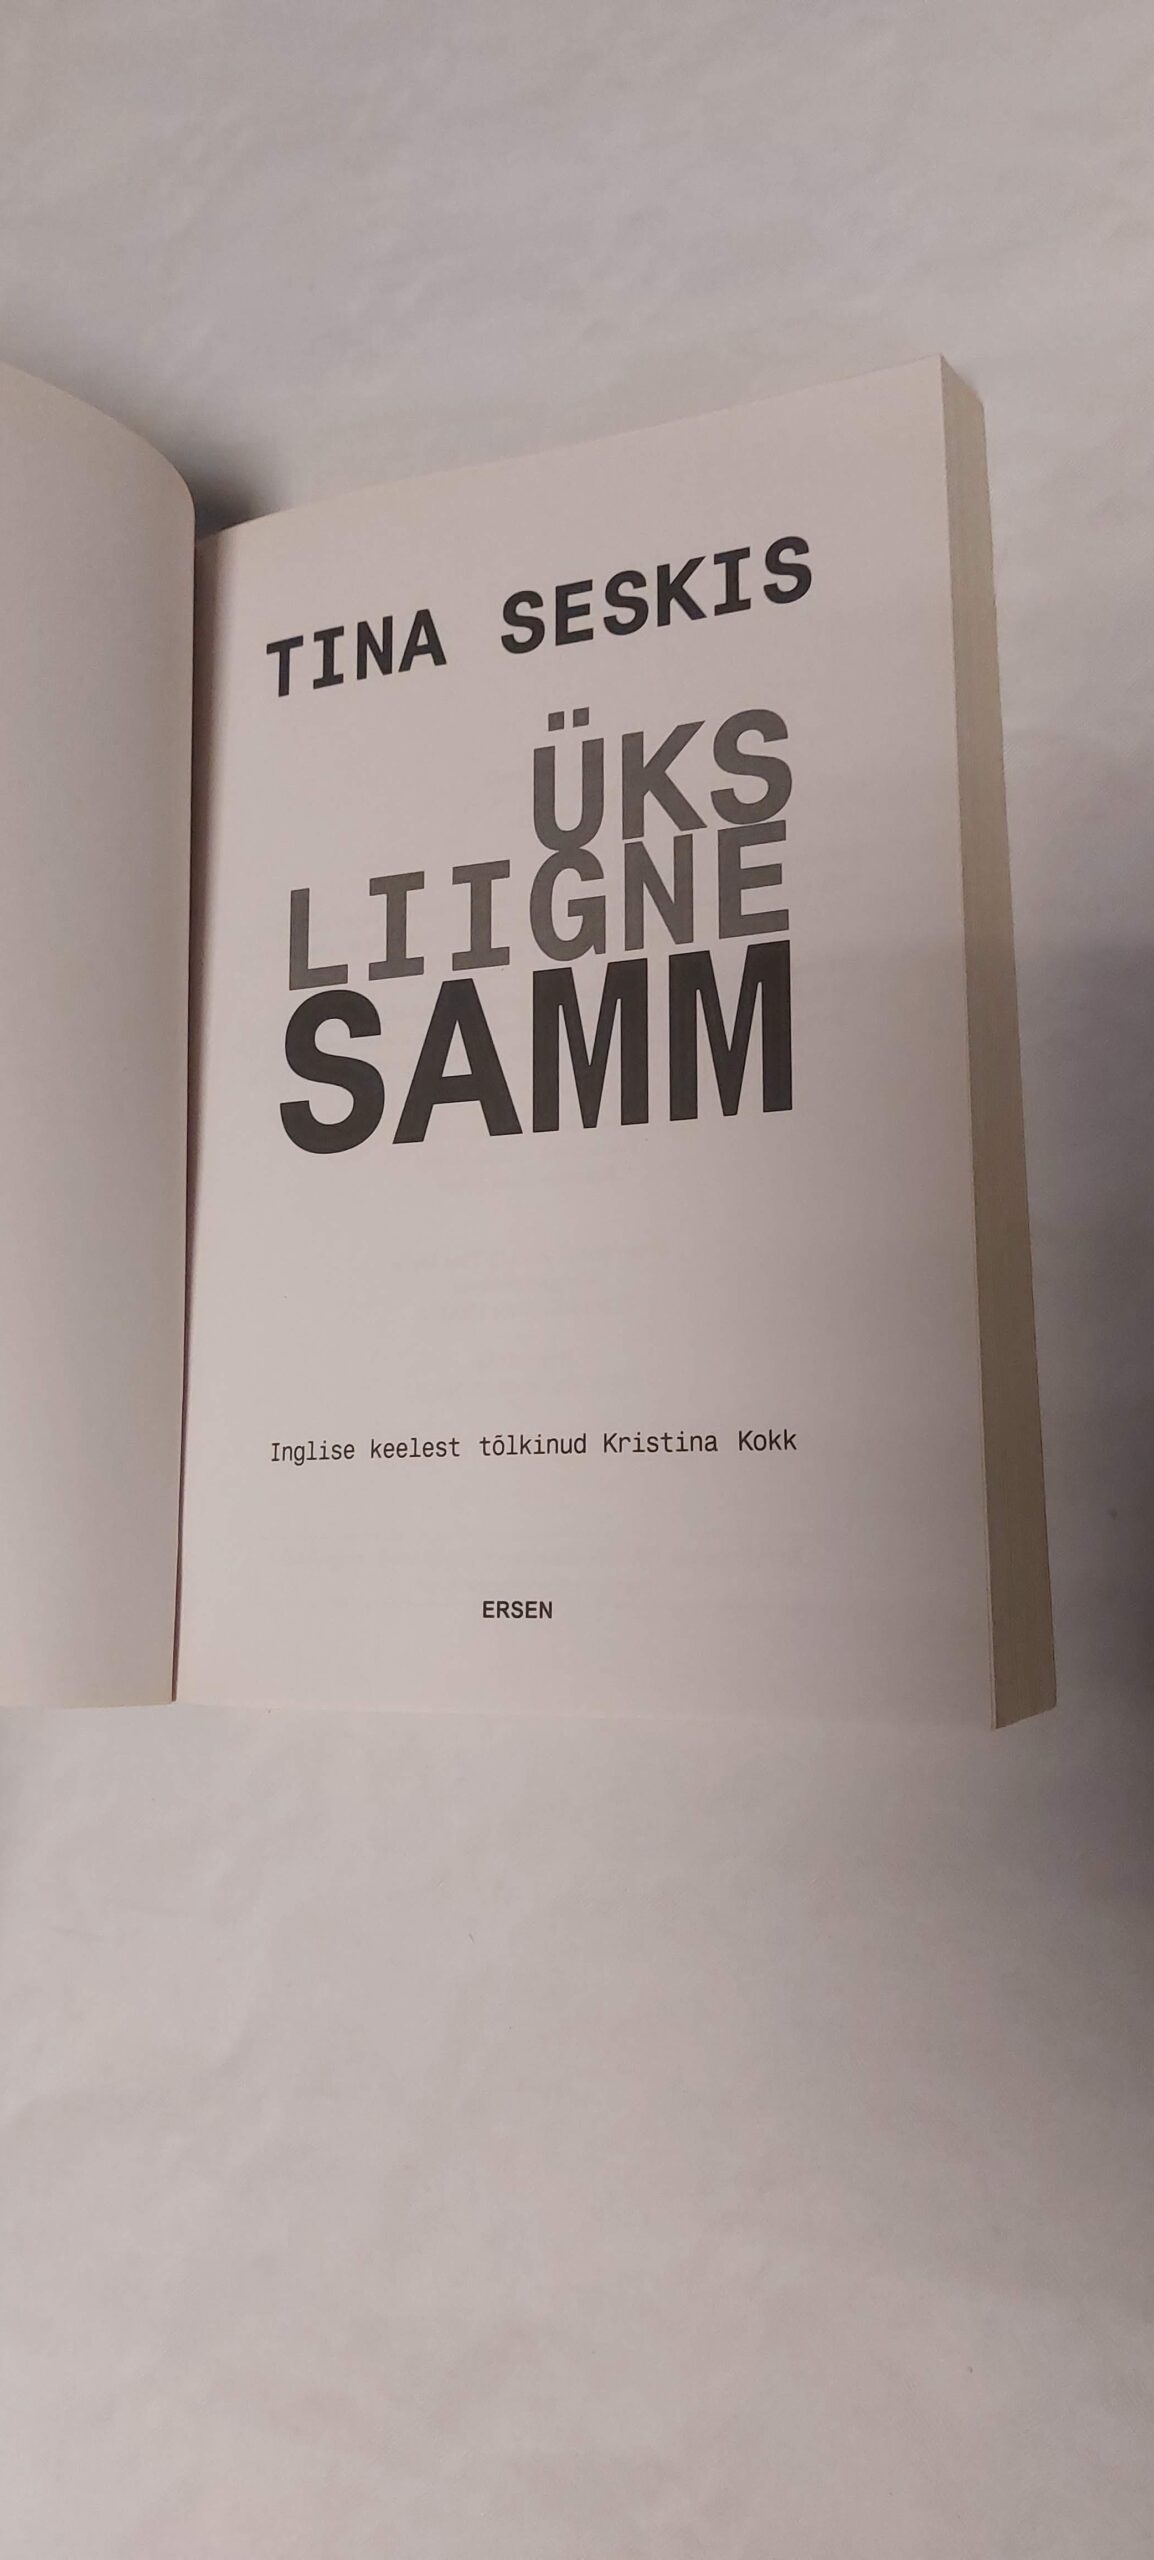 TINA SESKIS
ÜKS
LIIGNE
SAMM
Inglise keelest tõlkinud Kristina Kokk
ERSEN